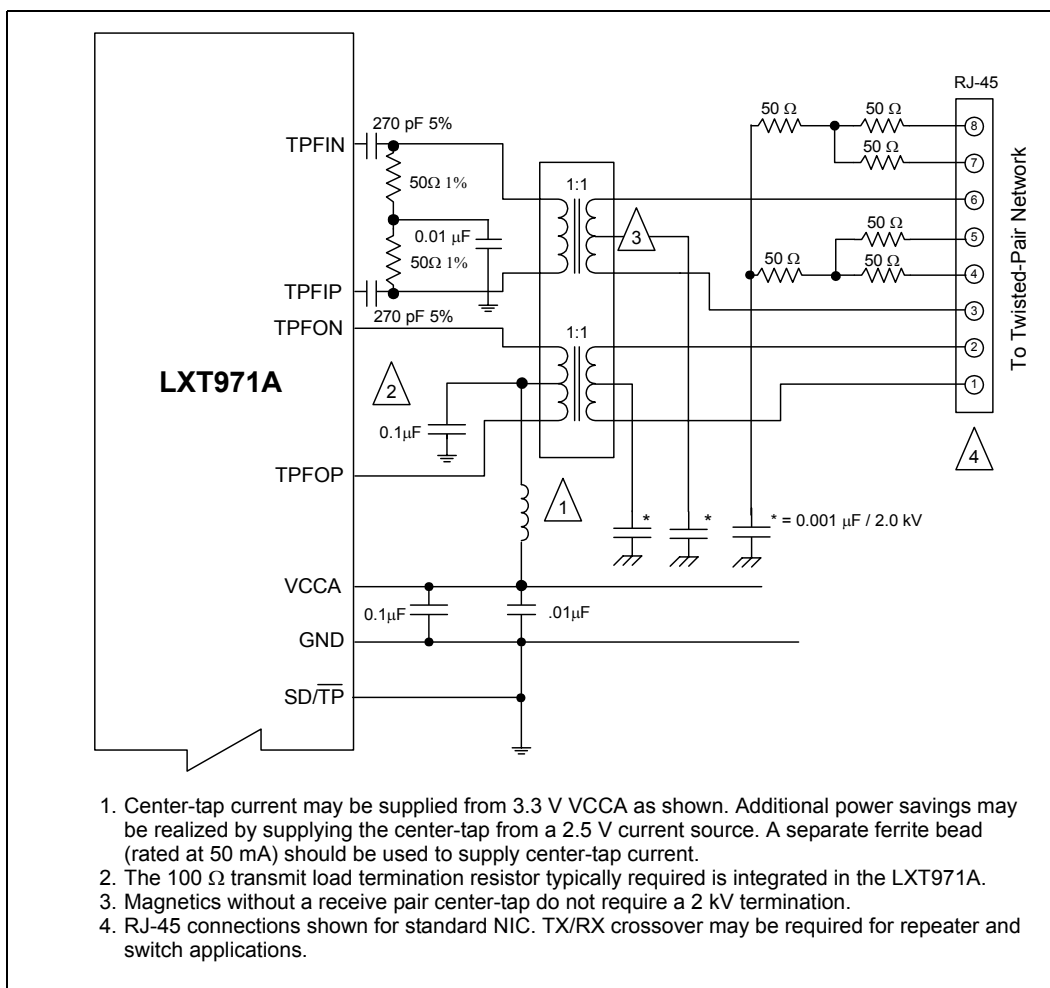 RJ-45
50 Ω
50 Ω
8
270 pF 5%
TPFIN
50 Ω
7
50Ω 1%
1:1
6
3
50 Ω
5
0.01 μF
50Ω 1%
50 Ω
50 Ω
4
TPFIP
270 pF 5%
3
TPFON
1:1
2
To Twisted-Pair Network
LXT971A
2
1
0.1μF
4
TPFOP
1
*
*
* = 0.001 μF / 2.0 kV
VCCA
0.1μF
.01μF
GND
SD/T̅P̅
1. Center-tap current may be supplied from 3.3 V VCCA as shown. Additional power savings may
be realized by supplying the center-tap from a 2.5 V current source. A separate ferrite bead
(rated at 50 mA) should be used to supply center-tap current.
2. The 100 Ω transmit load termination resistor typically required is integrated in the LXT971A.
3. Magnetics without a receive pair center-tap do not require a 2 kV termination.
4. RJ-45 connections shown for standard NIC. TX/RX crossover may be required for repeater and
switch applications.